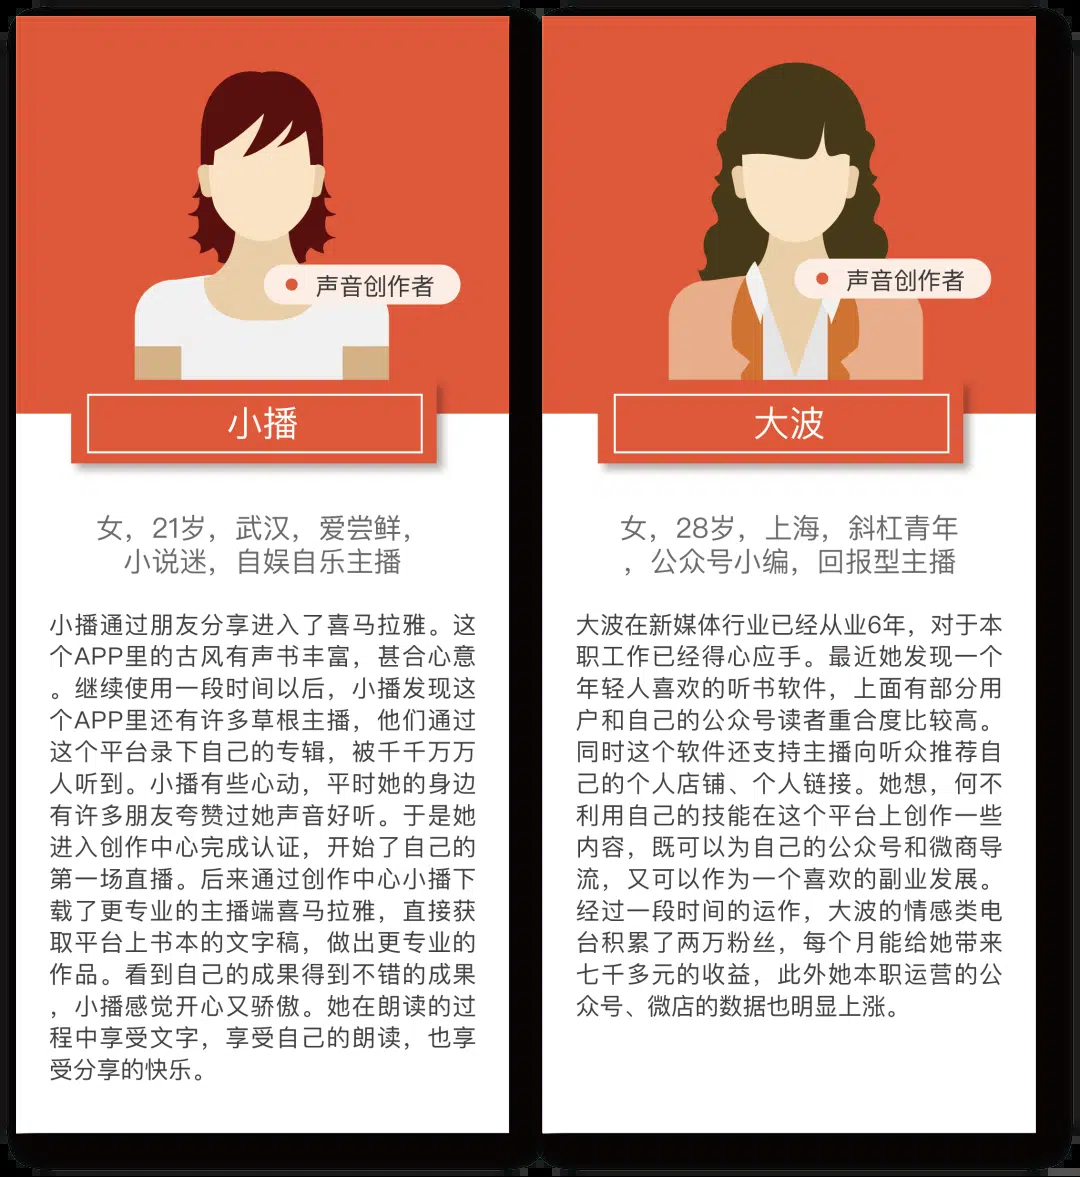 声音创作者
小播
女，21岁，武汉，爱尝鲜，
小说迷，自娱自乐主播
小播通过朋友分享进入了喜马拉雅。这
个APP里的古风有声书丰富，甚合心意
。继续使用一段时间以后，小播发现这
个APP里还有许多草根主播，他们通过
这个平台录下自己的专辑，被千千万万
人听到。小播有些心动，平时她的身边
有许多朋友夸赞过她声音好听。于是她
进入创作中心完成认证，开始了自己的
第一场直播。后来通过创作中心小播下
载了更专业的主播端喜马拉雅，直接获
取平台上书本的文字稿，做出更专业的
作品。看到自己的成果得到不错的成果
，小播感觉开心又骄傲。她在朗读的过
程中享受文字，享受自己的朗读，也享
受分享的快乐。
声音创作者
大波
女，28岁，上海，斜杠青年
，公众号小编，回报型主播
大波在新媒体行业已经从业6年，对于本
职工作已经得心应手。最近她发现一个
年轻人喜欢的听书软件，上面有部分用
户和自己的公众号读者重合度比较高。
同时这个软件还支持主播向听众推荐自
己的个人店铺、个人链接。她想，何不
利用自己的技能在这个平台上创作一些
内容，既可以为自己的公众号和微商导
流，又可以作为一个喜欢的副业发展。
经过一段时间的运作，大波的情感类电
台积累了两万粉丝，每个月能给她带来
七千多元的收益，此外她本职运营的公
众号、微店的数据也明显上涨。